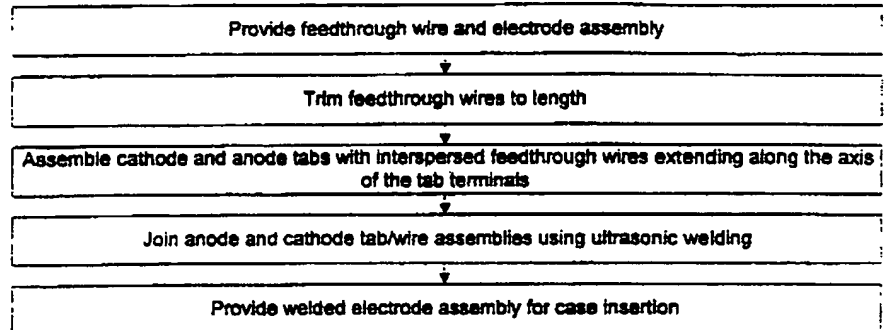 Provide feedthrough wire and electrode assembly
Trim feedthrough wires to length
Assemble cathode and anode tabs with interspersed feedthrough wires extending along the axis
of the tab terminals
Join anode and cathode tab/wire assemblies using ultrasonic welding
Provide welded electrode assembly for case insertion